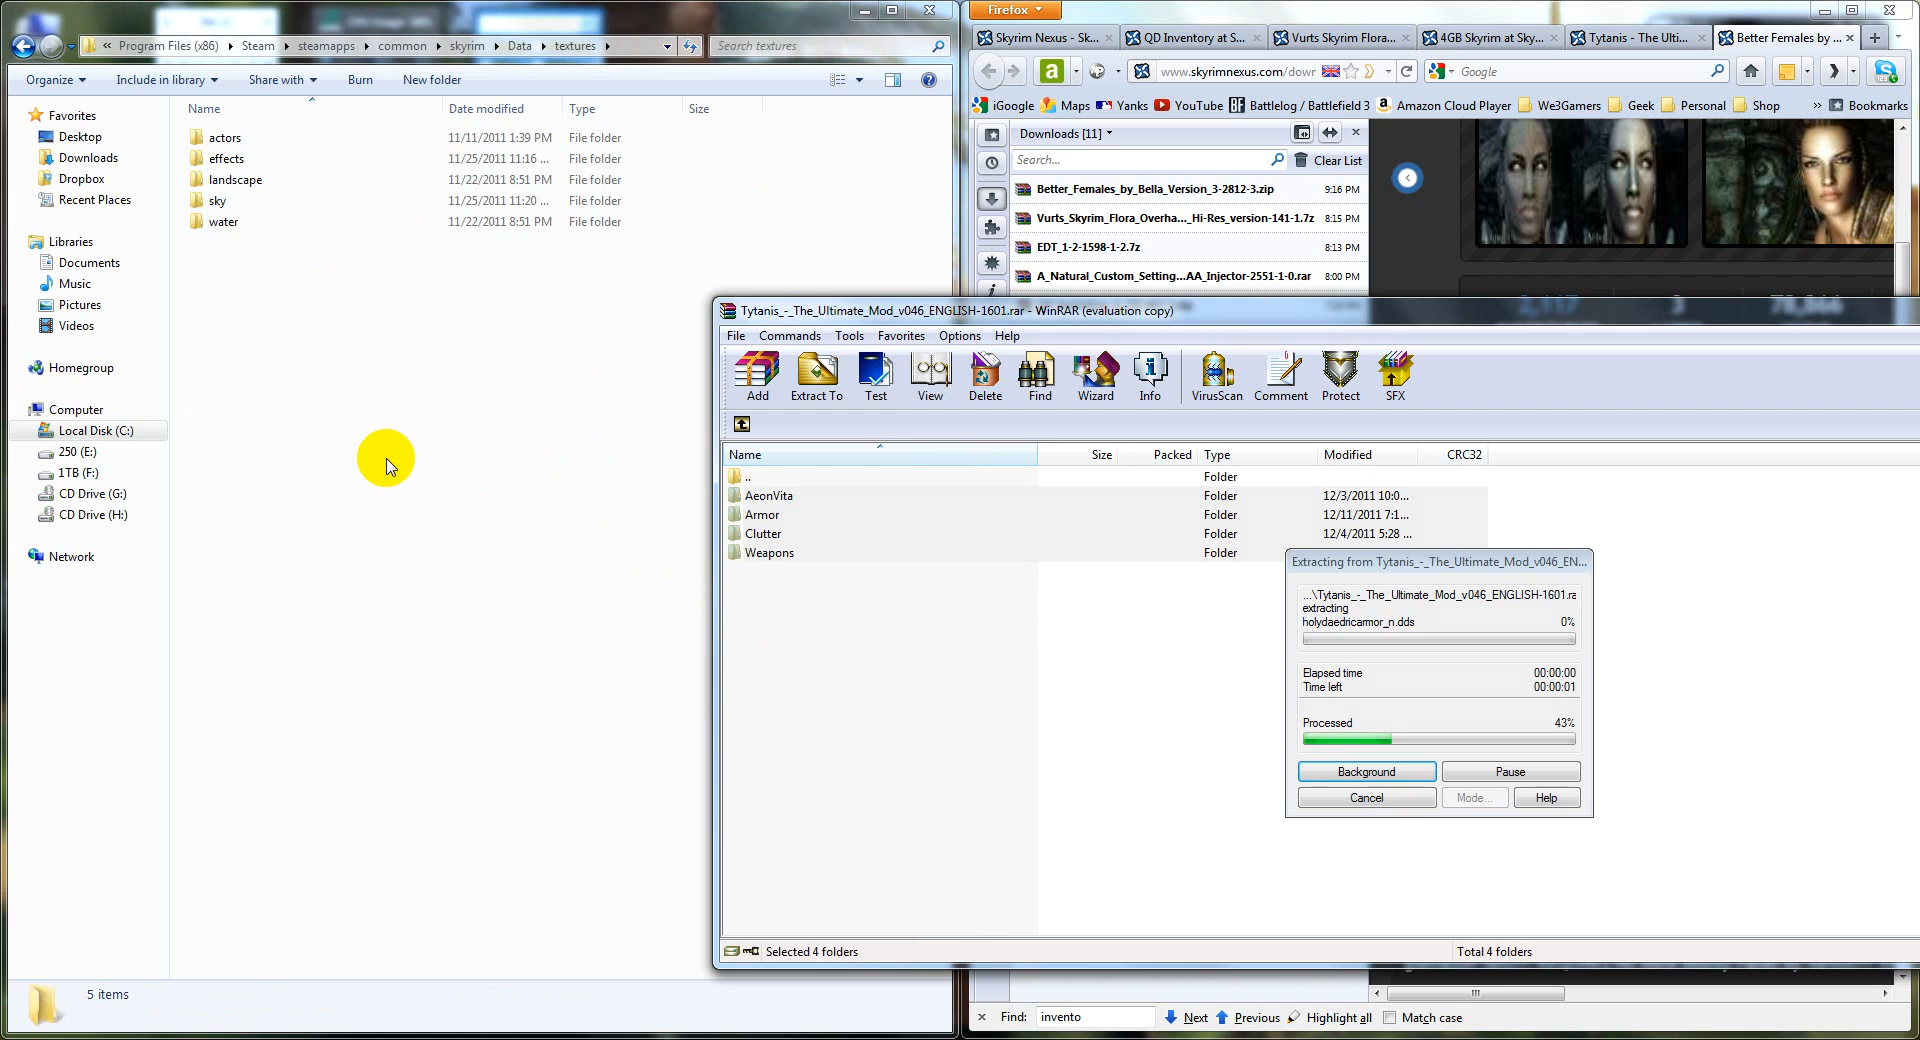 « Program Files (x86) Steam steamapps common skyrim Data textures
Search textures
Organize Include in library Share with Burn New folder
Favorites
Desktop
Downloads
Dropbox
Recent Places
Libraries
Documents
Music
Pictures
Videos
Homegroup
Computer
Local Disk (C:)
250 (E:)
1TB (F:)
CD Drive (G:)
CD Drive (H:)
Network
Name Date modified Type Size
actors 11/11/2011 1:39 PM File folder
effects 11/25/2011 11:16 ... File folder
landscape 11/22/2011 8:51 PM File folder
sky 11/25/2011 11:20 ... File folder
water 11/22/2011 8:51 PM File folder
5 items
Firefox
Skyrim Nexus - Sk... QD Inventory at S... Vurts Skyrim Flora... 4GB Skyrim at Sky... Tytanis - The Ulti... Better Females by ...
www.skyrimnexus.com/down
Google
iGoogle Maps Yanks YouTube Battlelog / Battlefield 3 Amazon Cloud Player We3Gamers Geek Personal Shop » Bookmarks
Downloads [11]
Search... Clear List
Better_Females_by_Bella_Version_3-2812-3.zip 9:16 PM
Vurts_Skyrim_Flora_Overha..._Hi-Res_version-141-1.7z 8:15 PM
EDT_1-2-1598-1-2.7z 8:13 PM
A_Natural_Custom_Setting...AA_Injector-2551-1-0.rar 8:00 PM
Tytanis_-_The_Ultimate_Mod_v046_ENGLISH-1601.rar - WinRAR (evaluation copy)
File Commands Tools Favorites Options Help
Add Extract To Test View Delete Find Wizard Info VirusScan Comment Protect SFX
Name Size Packed Type Modified CRC32
.. Folder
AeonVita Folder 12/3/2011 10:0...
Armor Folder 12/11/2011 7:1...
Clutter Folder 12/4/2011 5:28 ...
Weapons Folder
Extracting from Tytanis_-_The_Ultimate_Mod_v046_EN...
...\Tytanis_-_The_Ultimate_Mod_v046_ENGLISH-1601.ra
extracting
holydaedricarmor_n.dds 0%
Elapsed time 00:00:00
Time left 00:00:01
Processed 43%
Background Pause
Cancel Mode... Help
Selected 4 folders Total 4 folders
Find: invento Next Previous Highlight all Match case